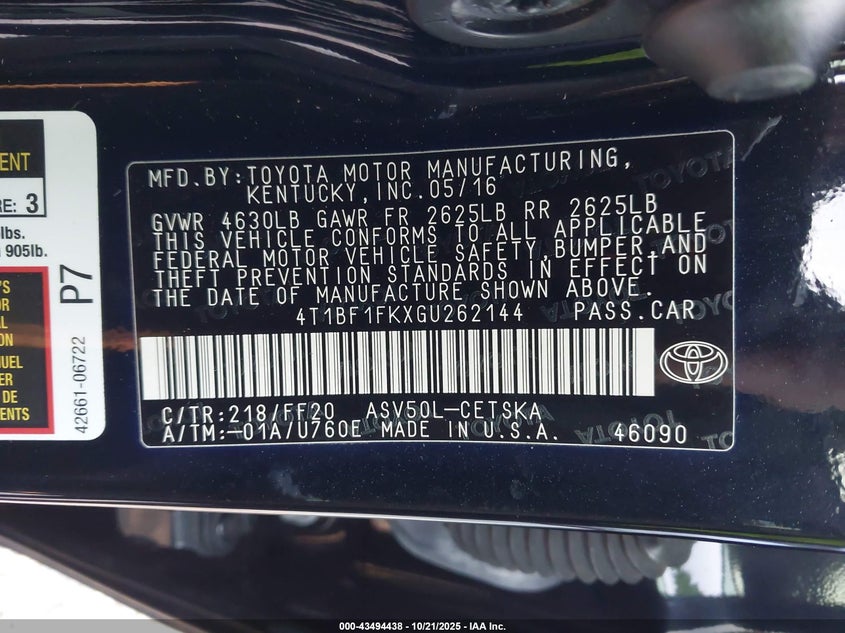 ENT
RE: 3
lbs.
905lb.
P7
42661-06722
MFD.BY:TOYOTA MOTOR MANUFACTURING,
KENTUCKY,INC.05/16
GVWR 4630LB GAWR FR 2625LB RR 2625LB
THIS VEHICLE CONFORMS TO ALL APPLICABLE
FEDERAL MOTOR VEHICLE SAFETY,BUMPER,AND
THEFT PREVENTION STANDARDS IN EFFECT ON
THE DATE OF MANUFACTURE SHOWN ABOVE.
4T1BF1FKXGU262144 PASS.CAR
C/TR:218/FF20 ASV50L-CETSKA
A/TM:-01A/U760E MADE IN U.S.A. 46090
000-43494438 - 10/21/2025 - IAA Inc.